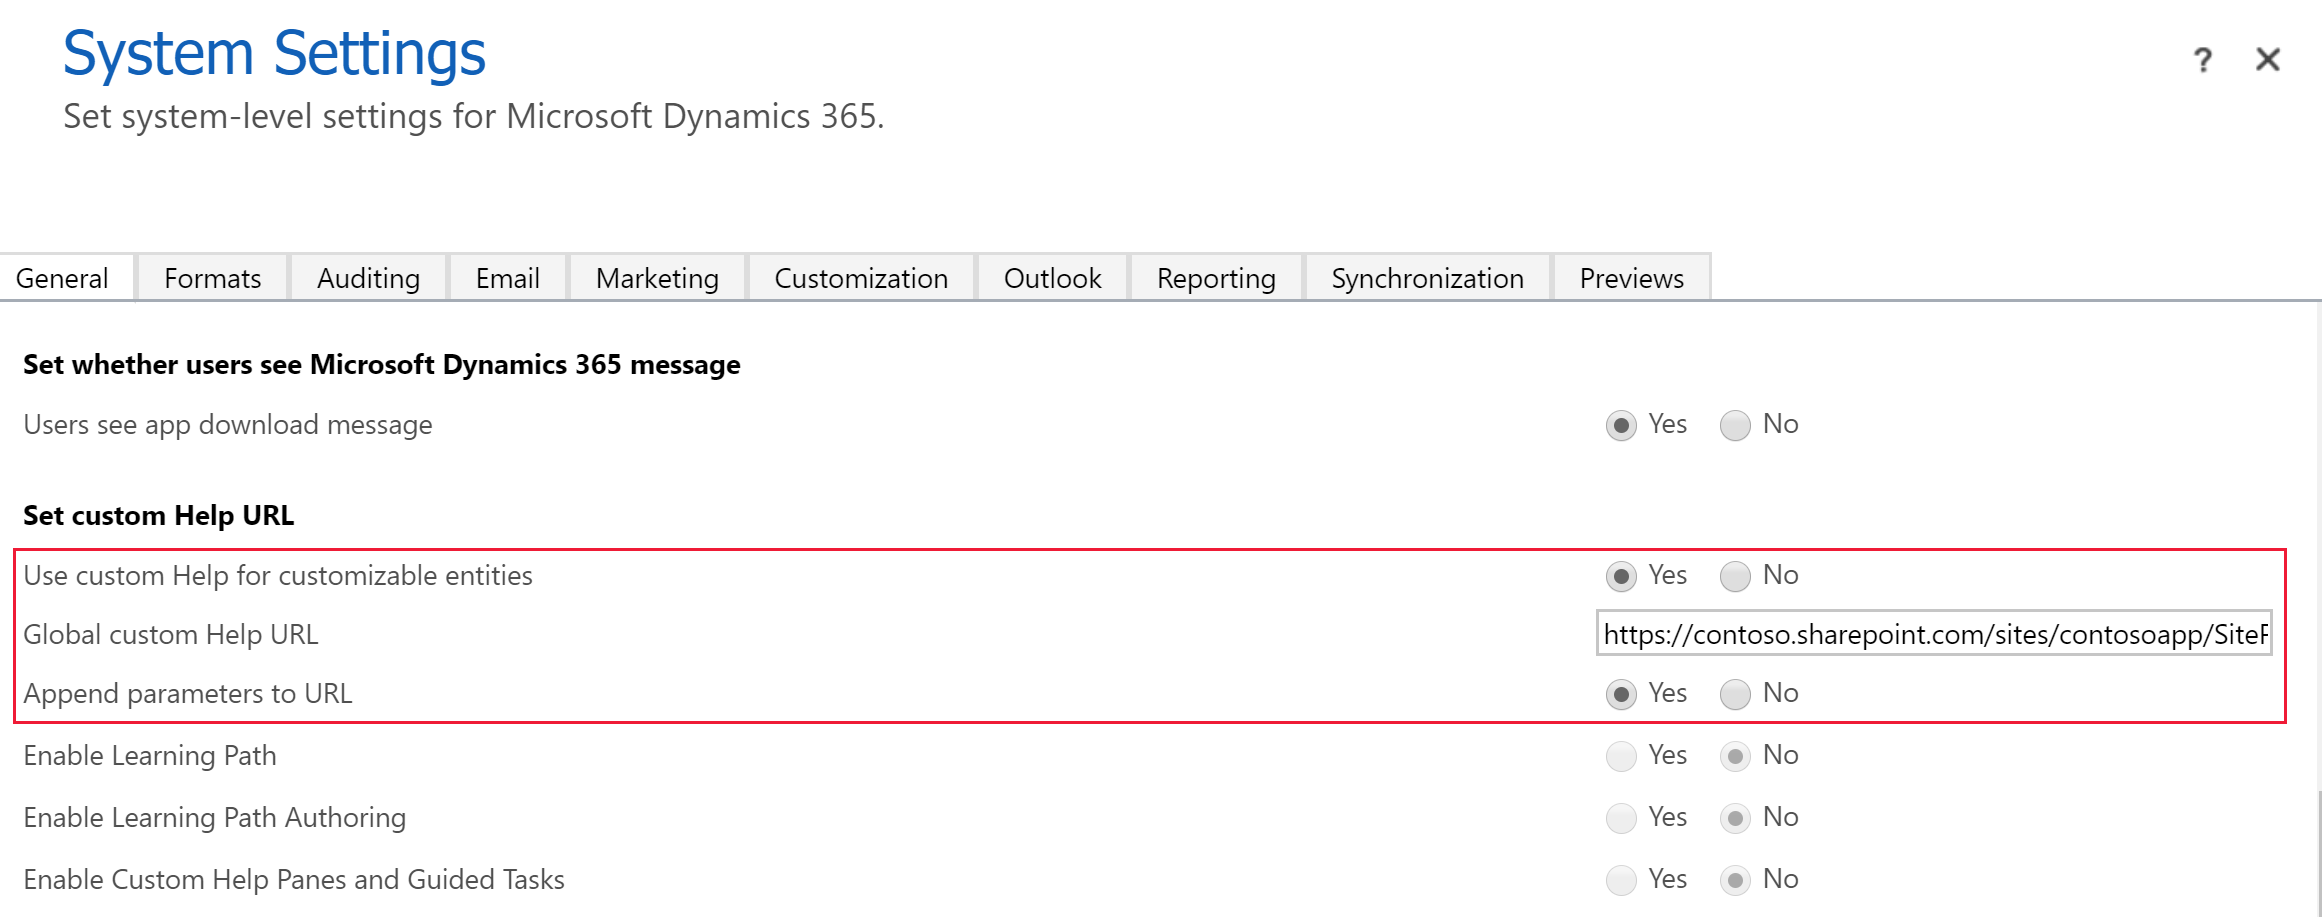 System Settings
? ✕
Set system-level settings for Microsoft Dynamics 365.
General Formats Auditing Email Marketing Customization Outlook Reporting Synchronization Previews
Set whether users see Microsoft Dynamics 365 message
Users see app download message Yes No
Set custom Help URL
Use custom Help for customizable entities Yes No
Global custom Help URL https://contoso.sharepoint.com/sites/contosoapp/SiteP
Append parameters to URL Yes No
Enable Learning Path Yes No
Enable Learning Path Authoring Yes No
Enable Custom Help Panes and Guided Tasks Yes No